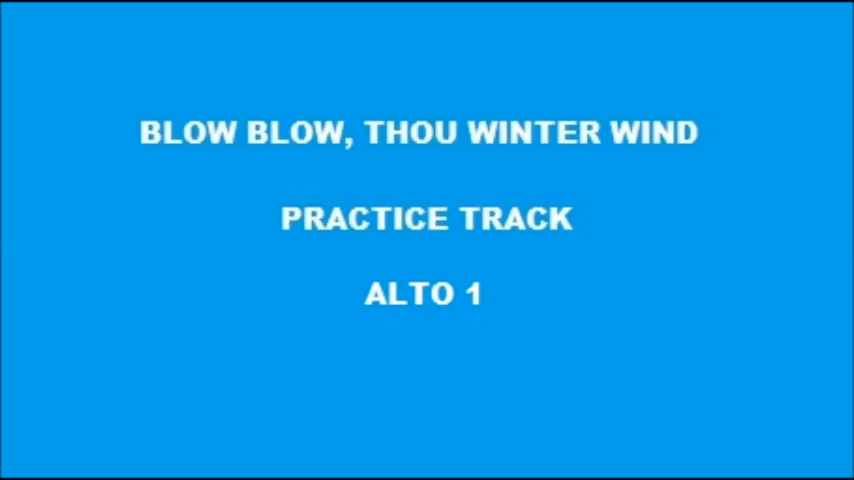 BLOW BLOW, THOU WINTER WIND
PRACTICE TRACK
ALTO 1